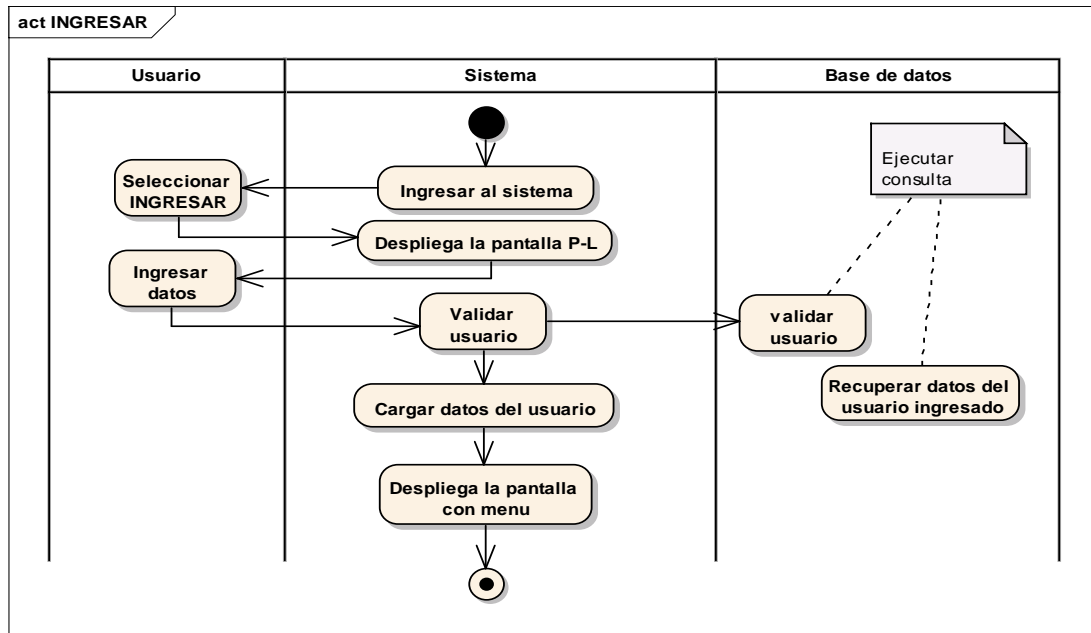 act INGRESAR
Usuario
Sistema
Base de datos
Ejecutar
consulta
Seleccionar
INGRESAR
Ingresar al sistema
Despliega la pantalla P-L
Ingresar
datos
Validar
usuario
validar
usuario
Cargar datos del usuario
Recuperar datos del
usuario ingresado
Despliega la pantalla
con menu